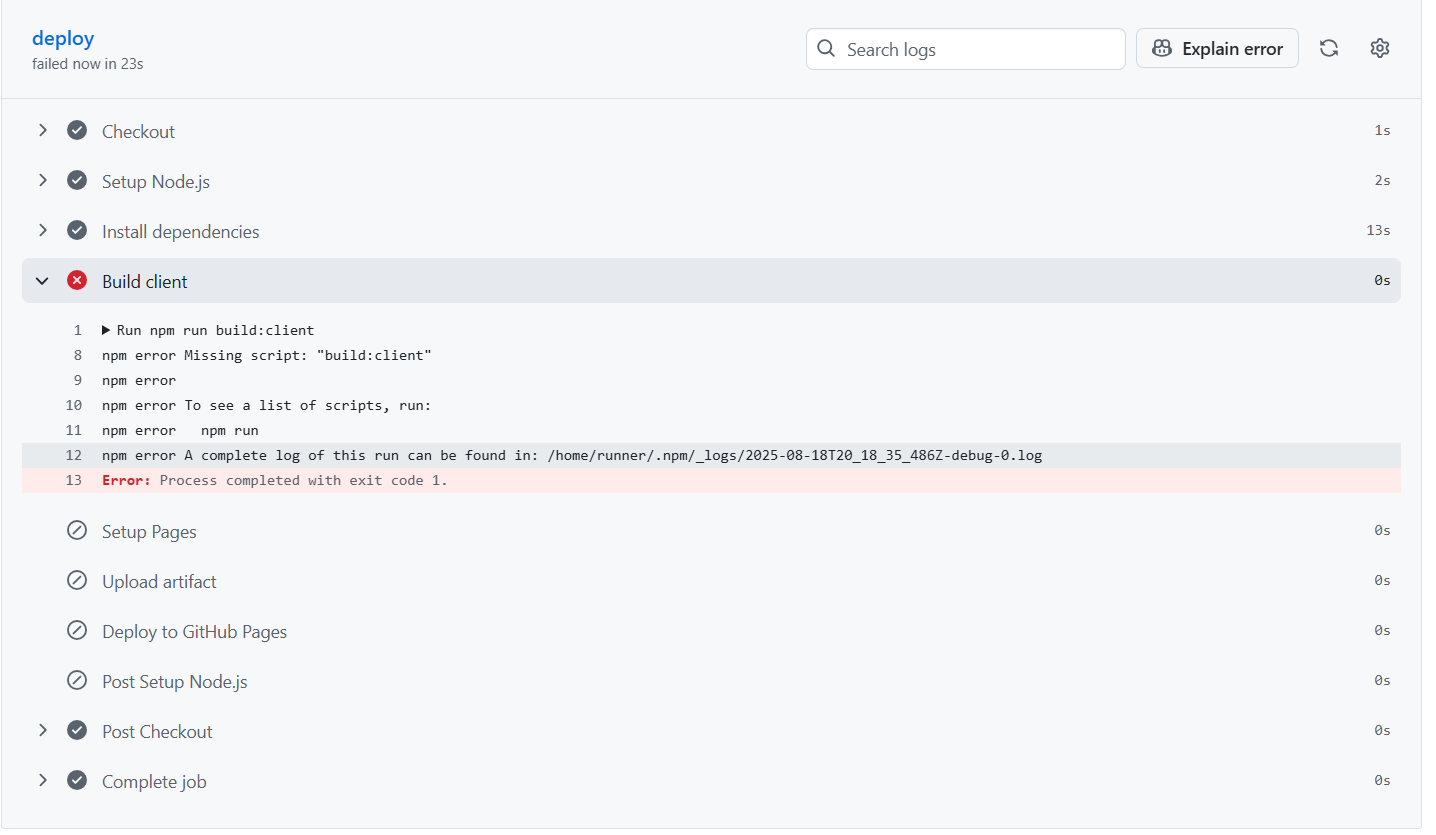 deploy
failed now in 23s
Search logs
Explain error
Checkout 1s
Setup Node.js 2s
Install dependencies 13s
Build client 0s
1 Run npm run build:client
8 npm error Missing script: "build:client"
9 npm error
10 npm error To see a list of scripts, run:
11 npm error   npm run
12 npm error A complete log of this run can be found in: /home/runner/.npm/_logs/2025-08-18T20_18_35_486Z-debug-0.log
13 Error: Process completed with exit code 1.
Setup Pages 0s
Upload artifact 0s
Deploy to GitHub Pages 0s
Post Setup Node.js 0s
Post Checkout 0s
Complete job 0s